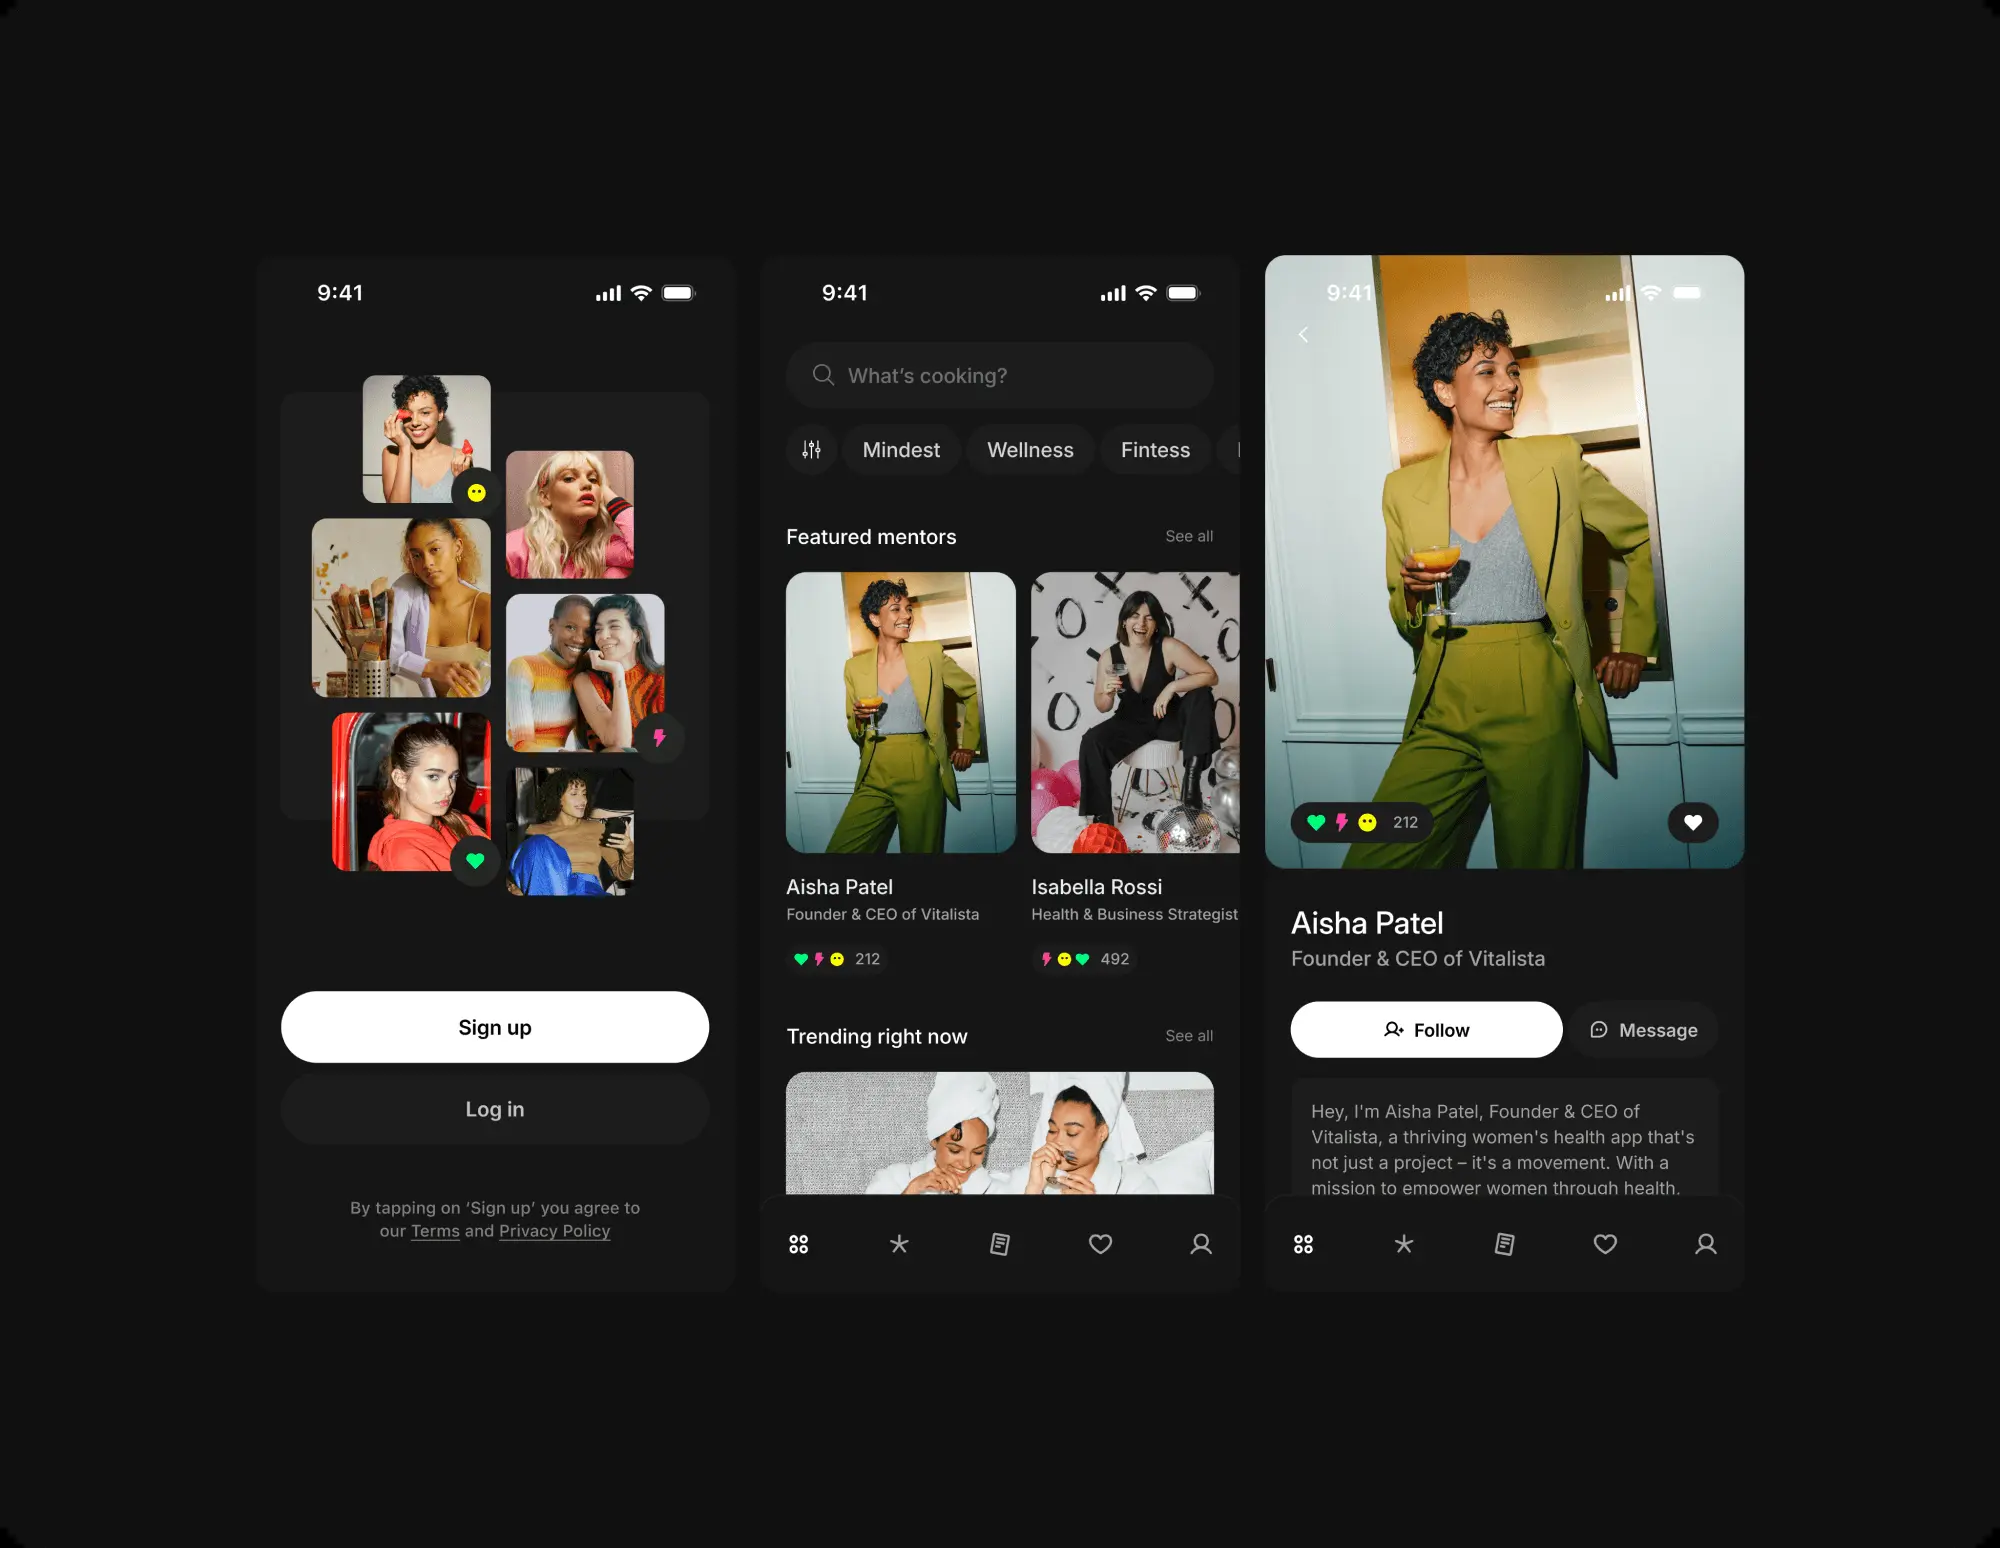 9:41
Sign up
Log in
By tapping on ‘Sign up’ you agree to
our Terms and Privacy Policy
9:41
What’s cooking?
Mindest
Wellness
Fintess
Featured mentors
See all
Aisha Patel
Founder & CEO of Vitalista
212
Isabella Rossi
Health & Business Strategist
492
Trending right now
See all
9:41
212
Aisha Patel
Founder & CEO of Vitalista
Follow
Message
Hey, I'm Aisha Patel, Founder & CEO of
Vitalista, a thriving women's health app that's
not just a project – it's a movement. With a
mission to empower women through health,